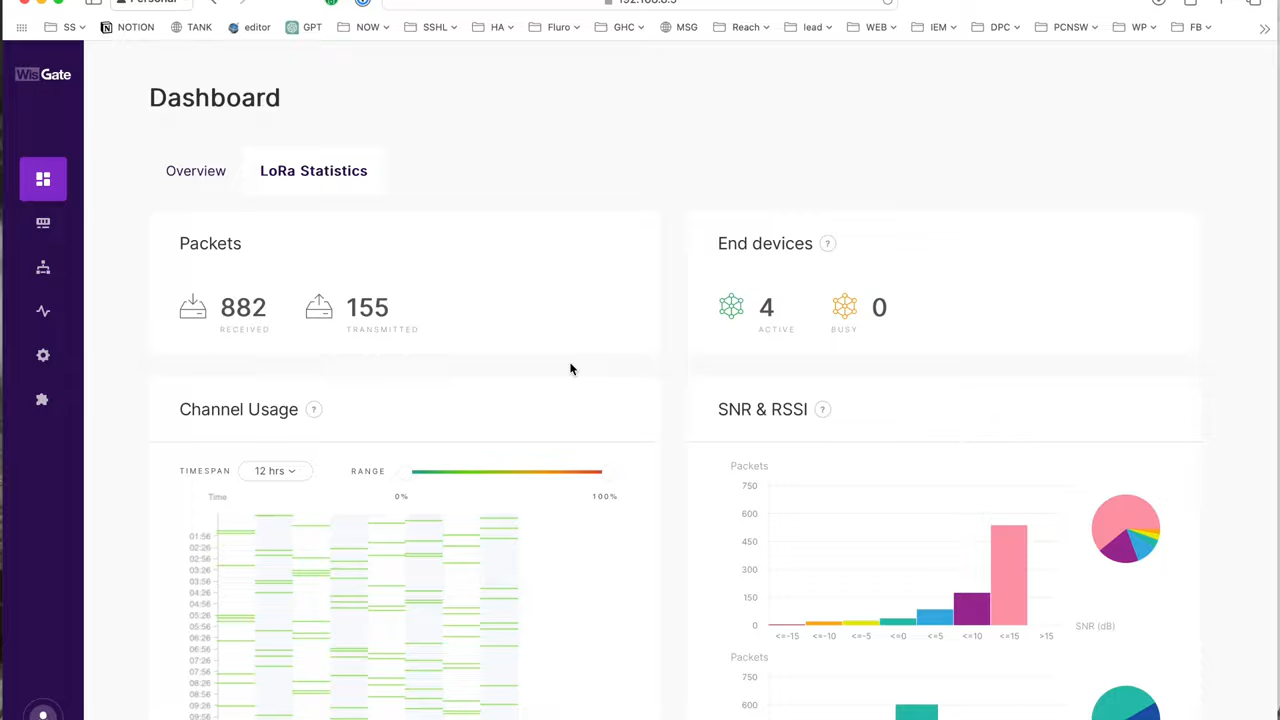 Personal
SS NOTION TANK editor GPT NOW SSHL HA Fluro GHC MSG Reach lead WEB IEM DPC PCNSW WP FB
WisGate
Dashboard
Overview LoRa Statistics
Packets
882 155
RECEIVED TRANSMITTED
End devices ?
4 0
ACTIVE BUSY
Channel Usage ?
TIMESPAN 12 hrs RANGE
0% 100%
Time
01:56
02:26
02:56
03:26
03:56
04:26
04:56
05:26
05:56
06:26
06:56
07:26
07:56
08:26
08:56
09:26
09:56
SNR & RSSI ?
Packets
750
600
450
300
150
0
<=-15 <=-10 <=-5 <=0 <=5 <=10 <=15 >15
SNR (dB)
Packets
750
600